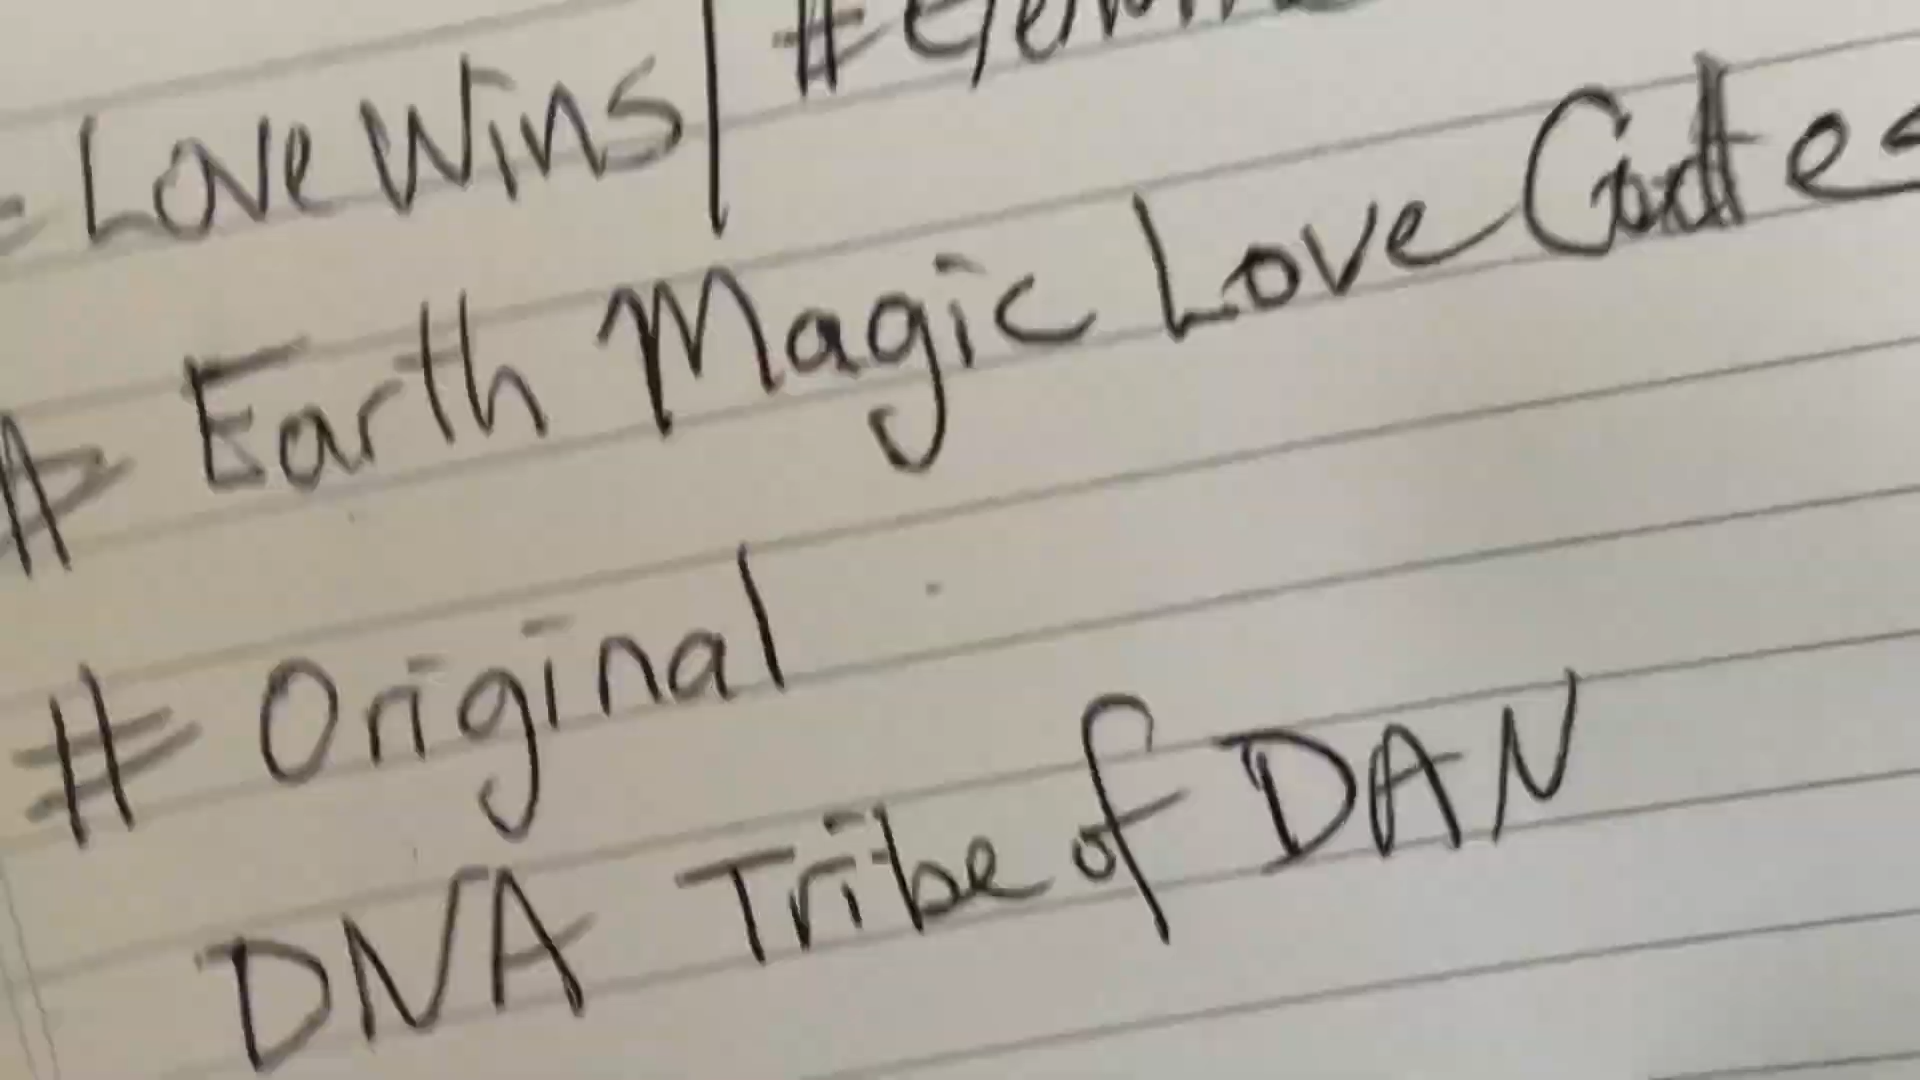 LoveWins
# Earth Magic Love
# Original
DNA Tribe of DAN